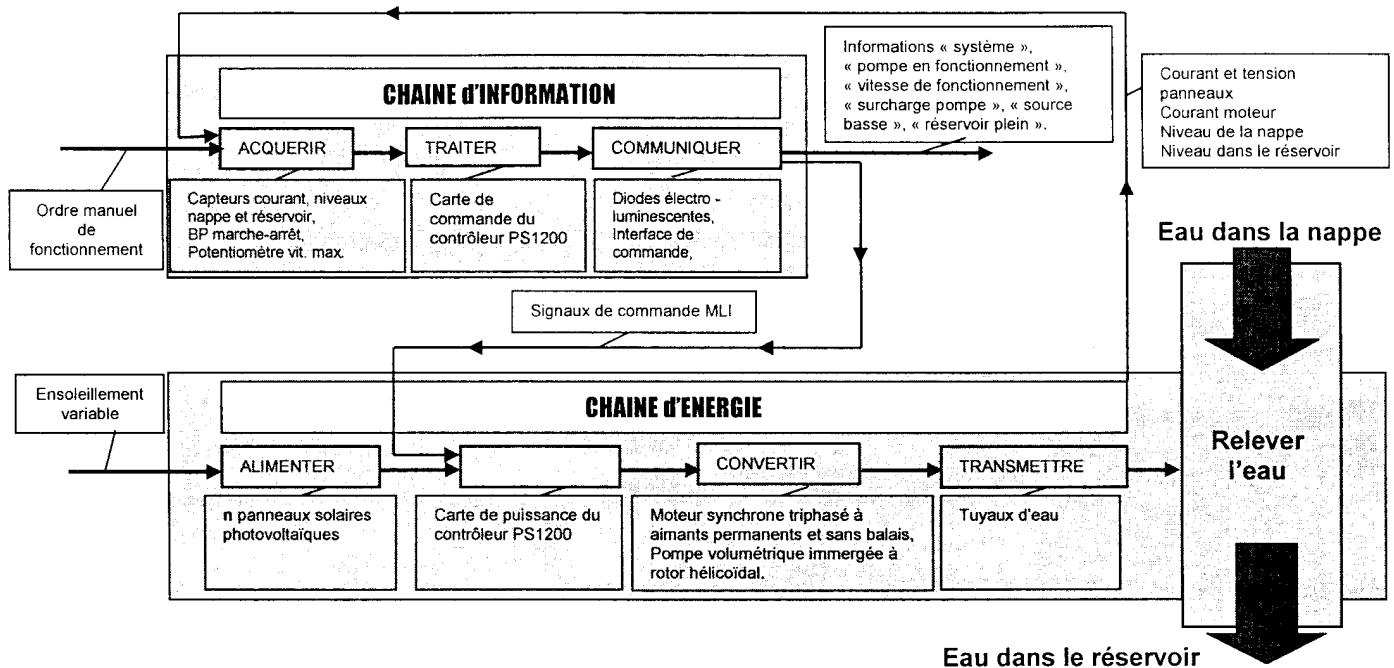 Informations « système »,
« pompe en fonctionnement »,
« vitesse de fonctionnement »,
« surcharge pompe », « source
basse », « réservoir plein ».
Courant et tension
panneaux
Courant moteur
Niveau de la nappe
Niveau dans le réservoir
CHAINE d'INFORMATION
ACQUERIR
TRAITER
COMMUNIQUER
Ordre manuel
de
fonctionnement
Capteurs courant, niveaux
nappe et réservoir,
BP marche-arrêt,
Potentiomètre vit. max.
Carte de
commande du
contrôleur PS1200
Diodes électro -
luminescentes,
Interface de
commande,
Eau dans la nappe
Signaux de commande MLI
Ensoleillement
variable
CHAINE d'ENERGIE
ALIMENTER
CONVERTIR
TRANSMETTRE
Relever
l'eau
n panneaux solaires
photovoltaïques
Carte de puissance du
contrôleur PS1200
Moteur synchrone triphasé à
aimants permanents et sans balais,
Pompe volumétrique immergée à
rotor hélicoïdal.
Tuyaux d'eau
Eau dans le réservoir